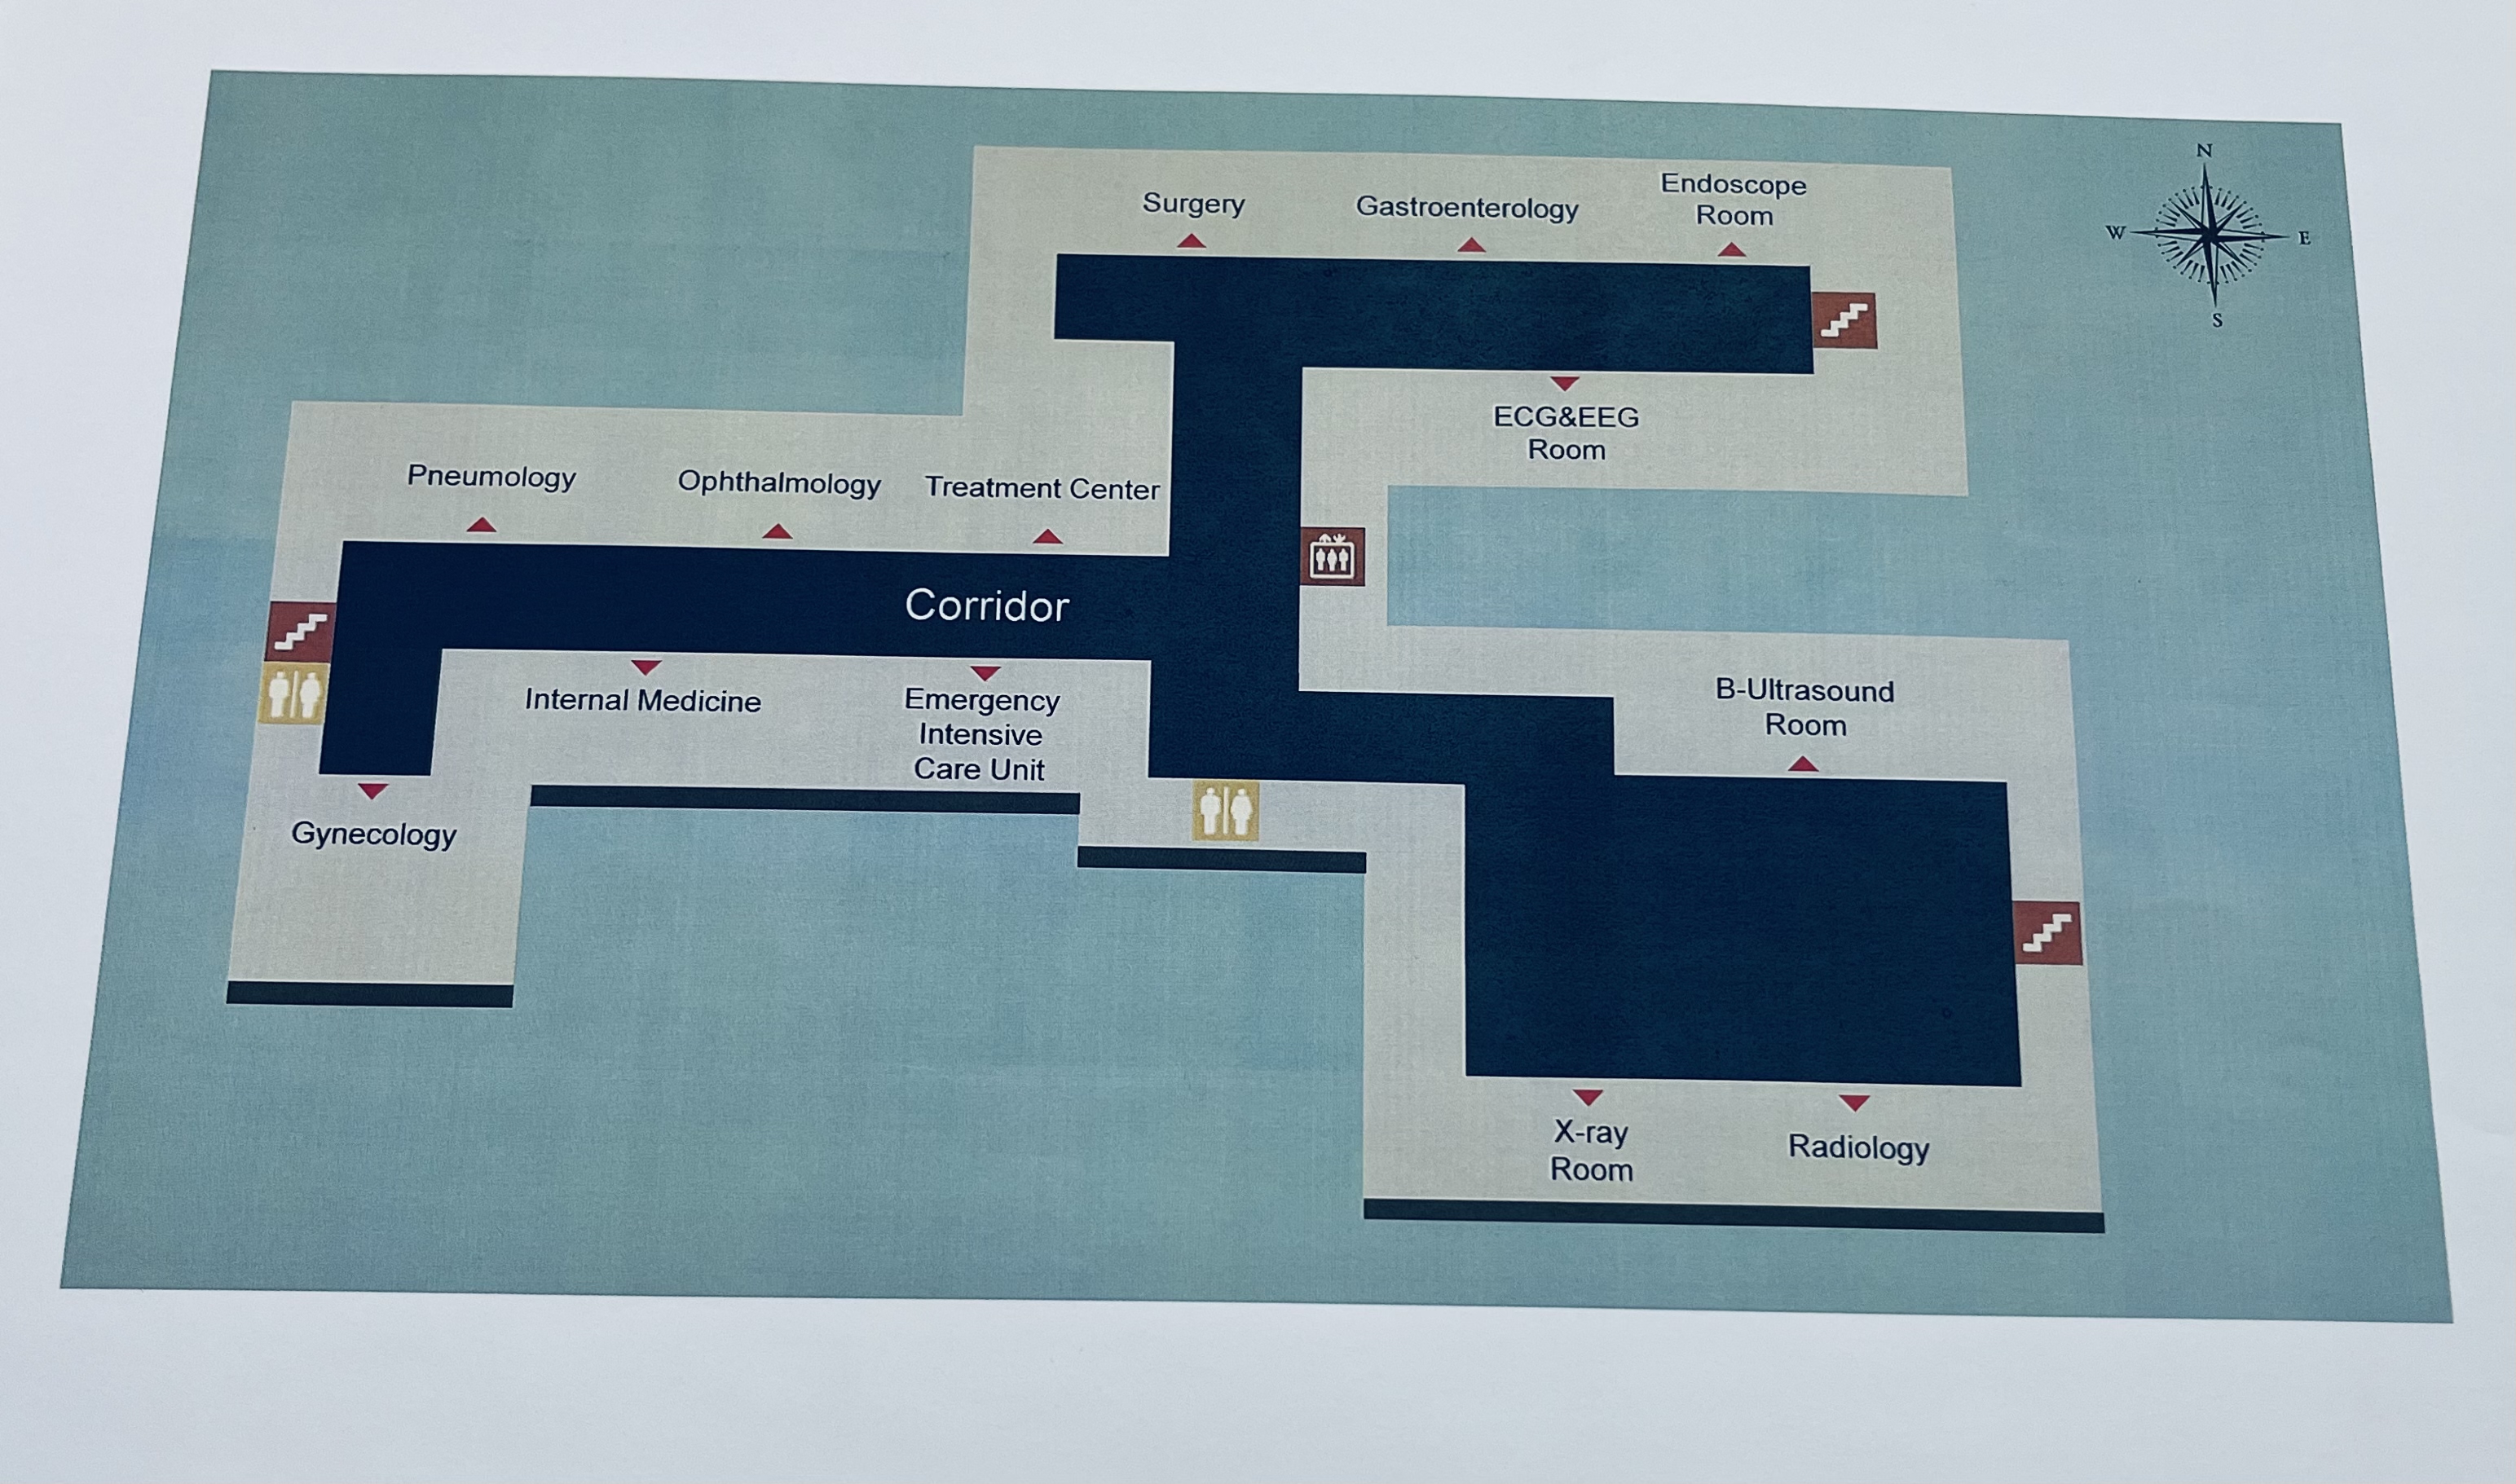 N
W
E
S
Surgery
Gastroenterology
Endoscope
Room
ECG&EEG
Room
Pneumology
Ophthalmology
Treatment Center
Corridor
Internal Medicine
Emergency
Intensive
Care Unit
B-Ultrasound
Room
Gynecology
X-ray
Room
Radiology